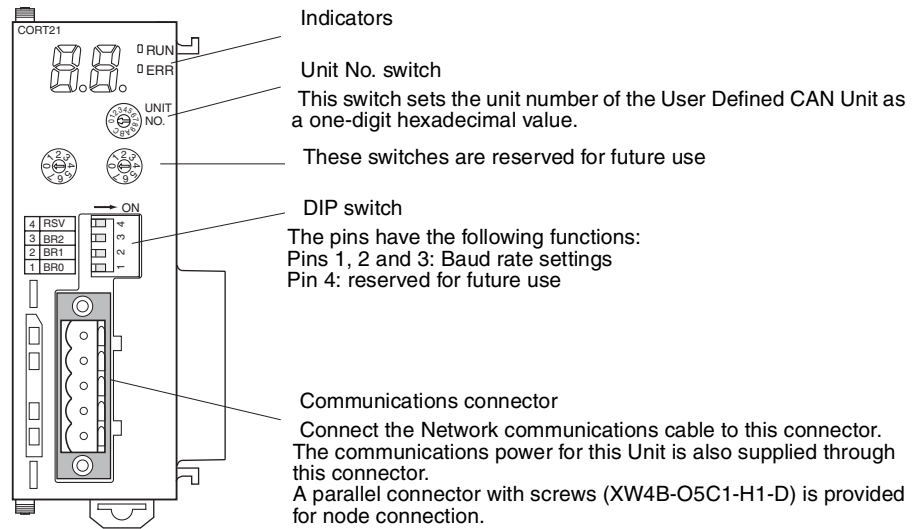 CORT21
RUN
ERR
UNIT
NO.
ON
4 RSV
3 BR2
2 BR1
1 BR0
4
3
2
1
Indicators
Unit No. switch
This switch sets the unit number of the User Defined CAN Unit as
a one-digit hexadecimal value.
These switches are reserved for future use
DIP switch
The pins have the following functions:
Pins 1, 2 and 3: Baud rate settings
Pin 4: reserved for future use
Communications connector
Connect the Network communications cable to this connector.
The communications power for this Unit is also supplied through
this connector.
A parallel connector with screws (XW4B-O5C1-H1-D) is provided
for node connection.